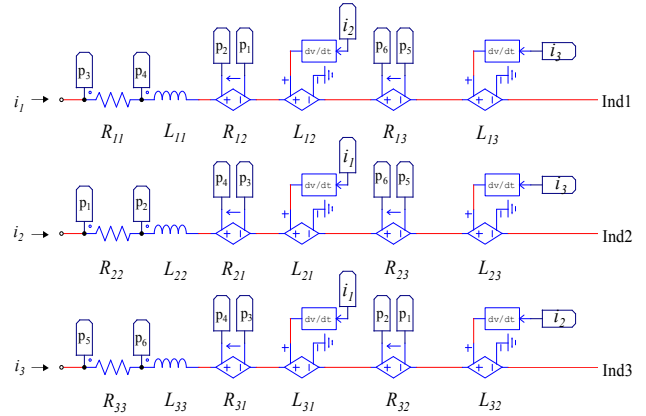 i2
p2 p1 dv/dt p6 p5 dv/dt i3
p3 p4
i1 + − + − + − + − Ind1
R11 L11 R12 L12 R13 L13
i1
p4 p3 dv/dt p6 p5 dv/dt i3
p1 p2
i2 + − + − + − + − Ind2
R22 L22 R21 L21 R23 L23
i1
p4 p3 dv/dt p2 p1 dv/dt i2
p5 p6
i3 + − + − + − + − Ind3
R33 L33 R31 L31 R32 L32